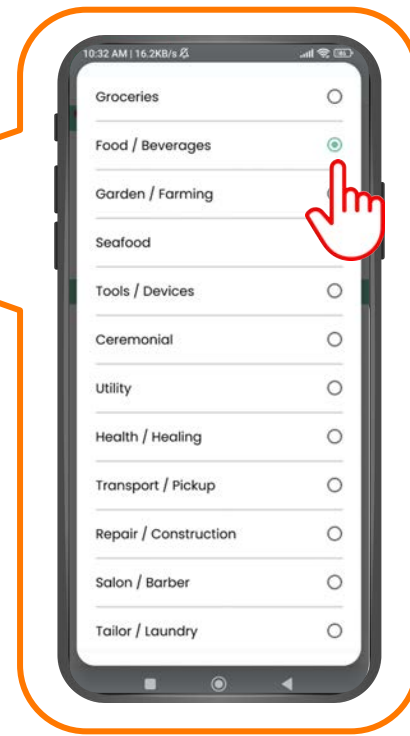 10:32 AM | 16.2KB/s
Groceries
Food / Beverages
Garden / Farming
Seafood
Tools / Devices
Ceremonial
Utility
Health / Healing
Transport / Pickup
Repair / Construction
Salon / Barber
Tailor / Laundry